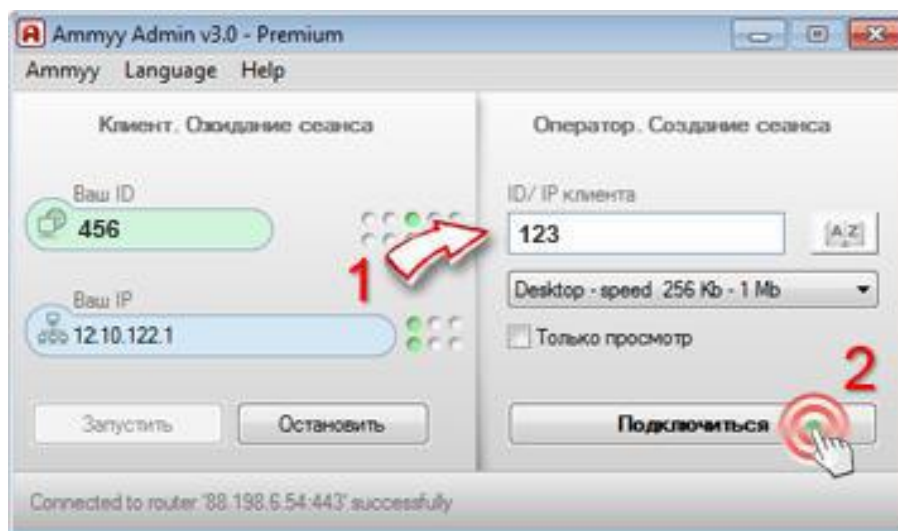 Ammyy Admin v3.0 - Premium
Ammyy Language Help
Клиент. Ожидание сеанса
Ваш ID
456
1
Ваш IP
12.10.122.1
Запустить Остановить
Оператор. Создание сеанса
ID/ IP клиента
123
AZ
Desktop - speed 256 Kb - 1 Mb
Только просмотр
2
Подключиться
Connected to router '88.198.6.54:443' successfully